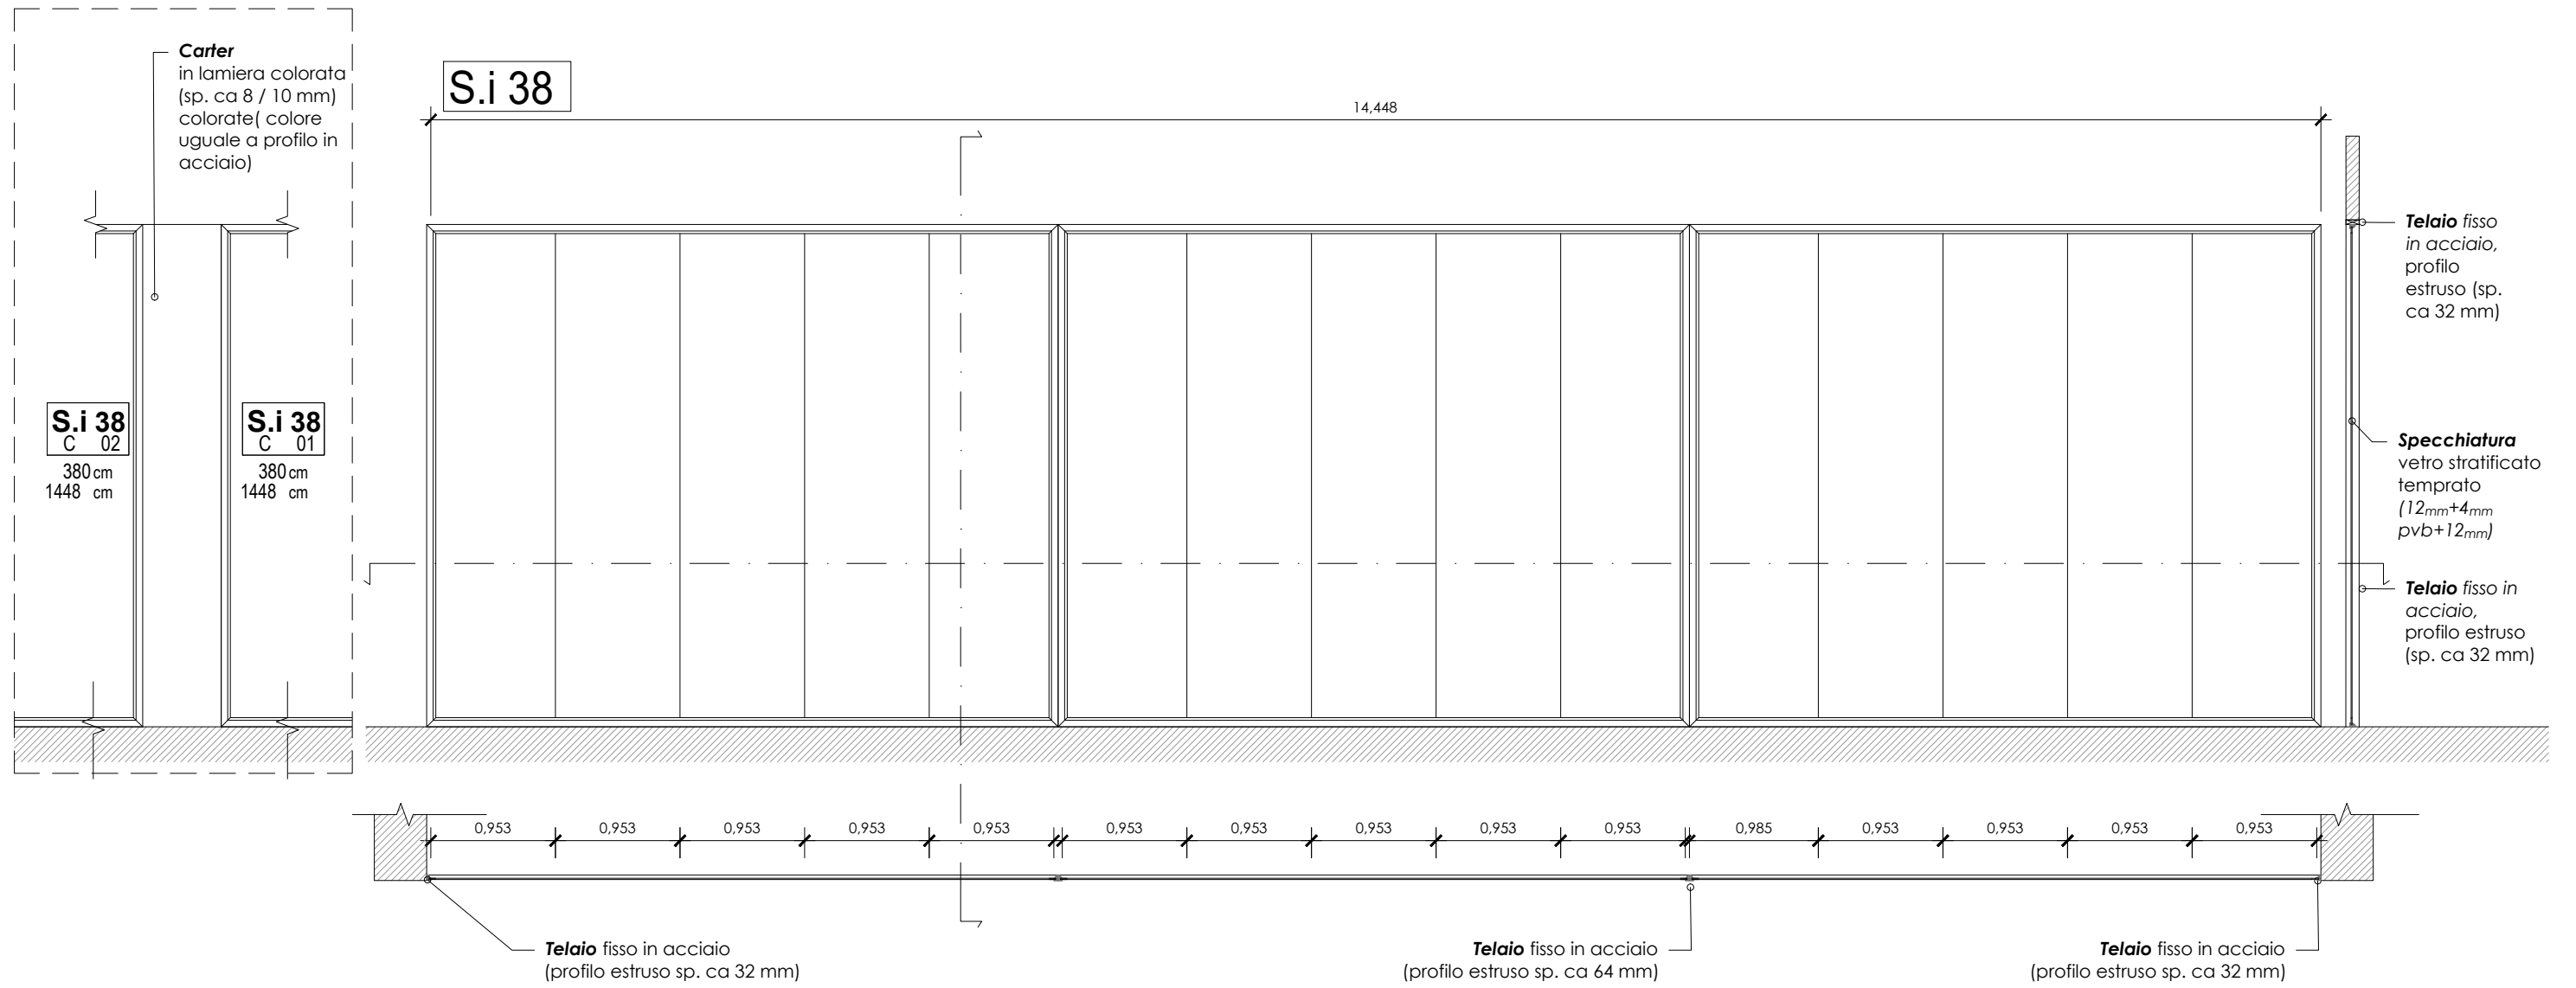 Carter
in lamiera colorata
(sp. ca 8 / 10 mm)
colorate( colore
uguale a profilo in
acciaio)
S.i 38
14,448
Telaio fisso
in acciaio,
profilo
estruso (sp.
ca 32 mm)
S.i 38
C 02
380 cm
1448 cm
S.i 38
C 01
380 cm
1448 cm
Specchiatura
vetro stratificato
temprato
(12mm+4mm
pvb+12mm)
Telaio fisso in
acciaio,
profilo estruso
(sp. ca 32 mm)
0,953 0,953 0,953 0,953 0,953 0,953 0,953 0,953 0,953 0,953 0,985 0,953 0,953 0,953 0,953
Telaio fisso in acciaio
(profilo estruso sp. ca 32 mm)
Telaio fisso in acciaio
(profilo estruso sp. ca 64 mm)
Telaio fisso in acciaio
(profilo estruso sp. ca 32 mm)